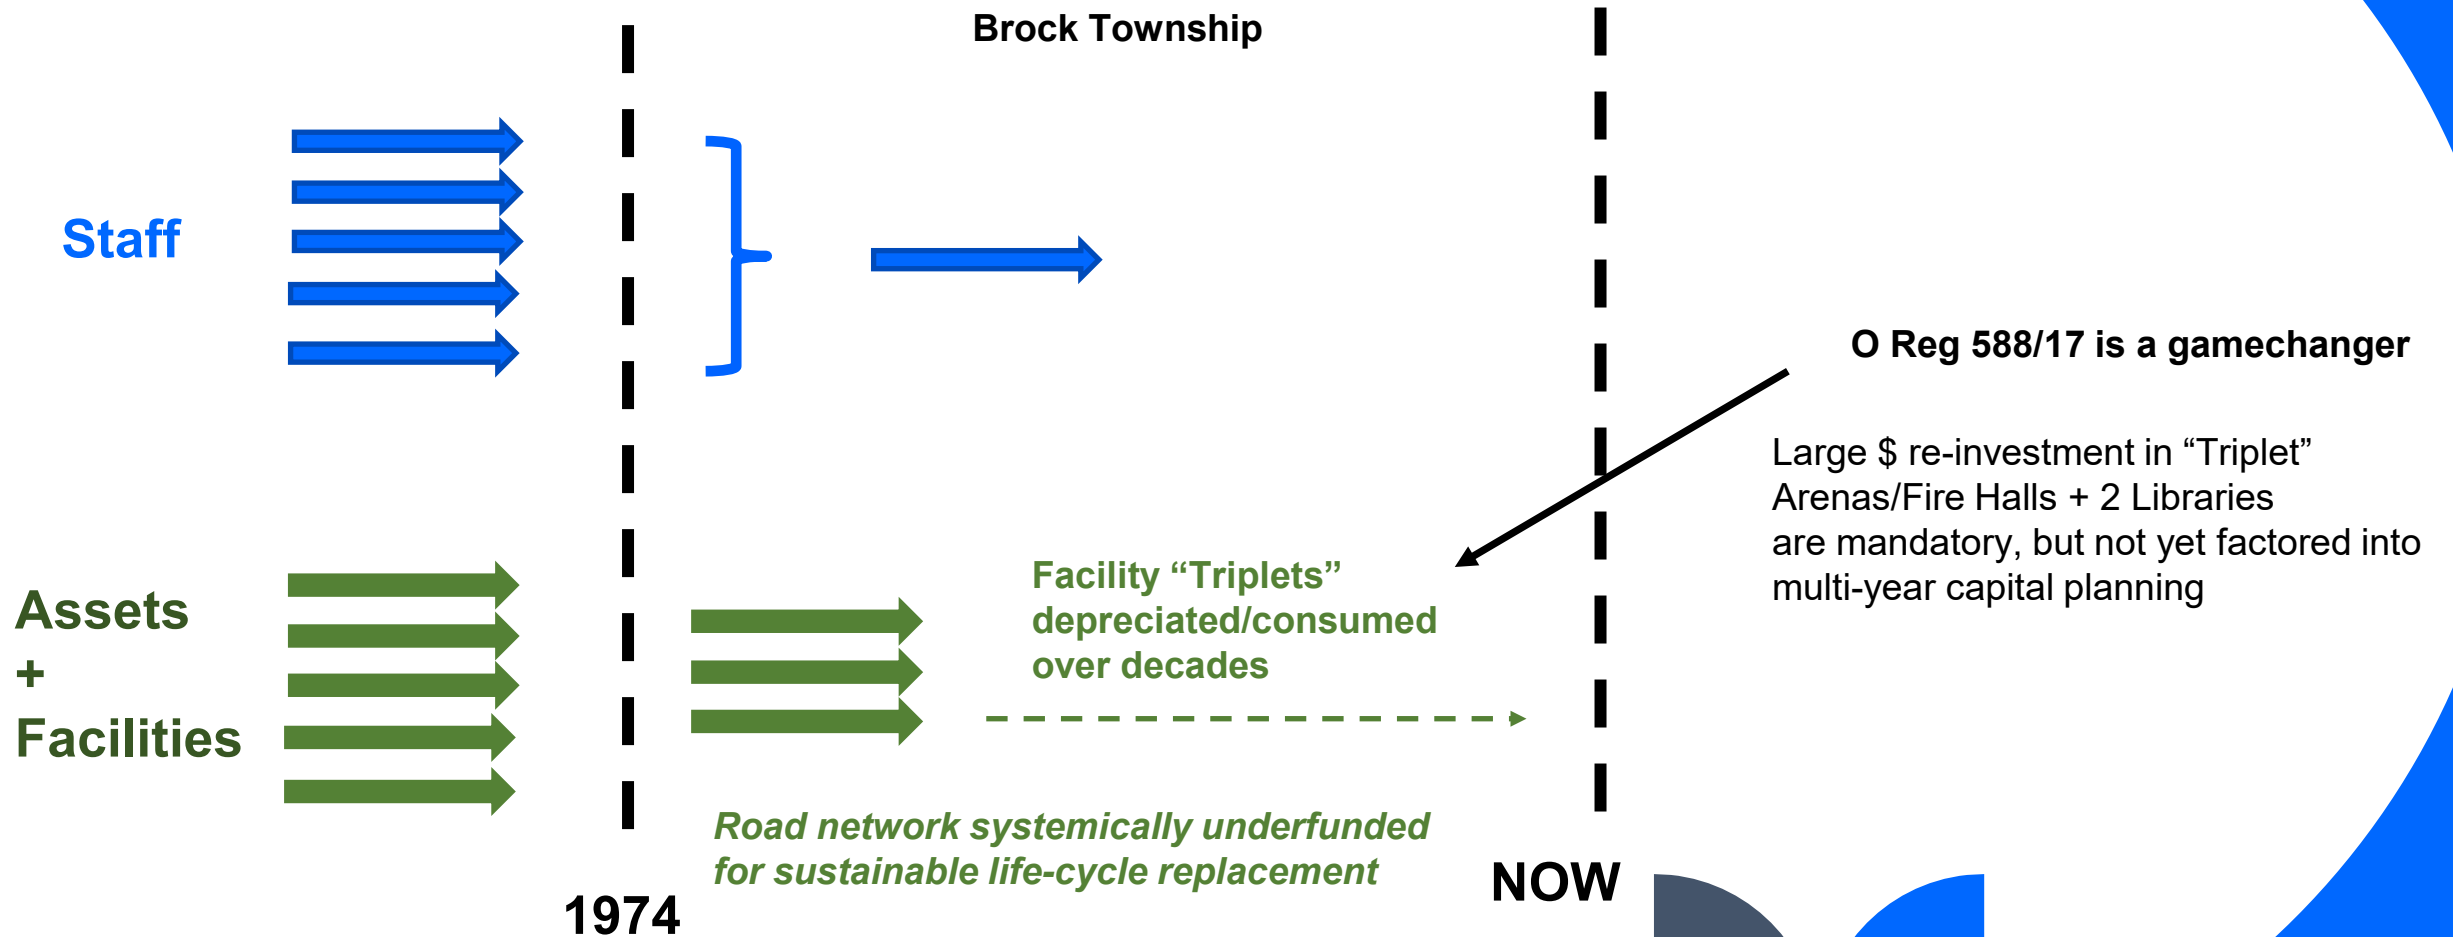 Brock Township
Staff
O Reg 588/17 is a gamechanger
Large $ re-investment in “Triplet”
Arenas/Fire Halls + 2 Libraries
are mandatory, but not yet factored into
multi-year capital planning
Assets
+
Facilities
Facility “Triplets”
depreciated/consumed
over decades
Road network systemically underfunded
for sustainable life-cycle replacement
1974
NOW